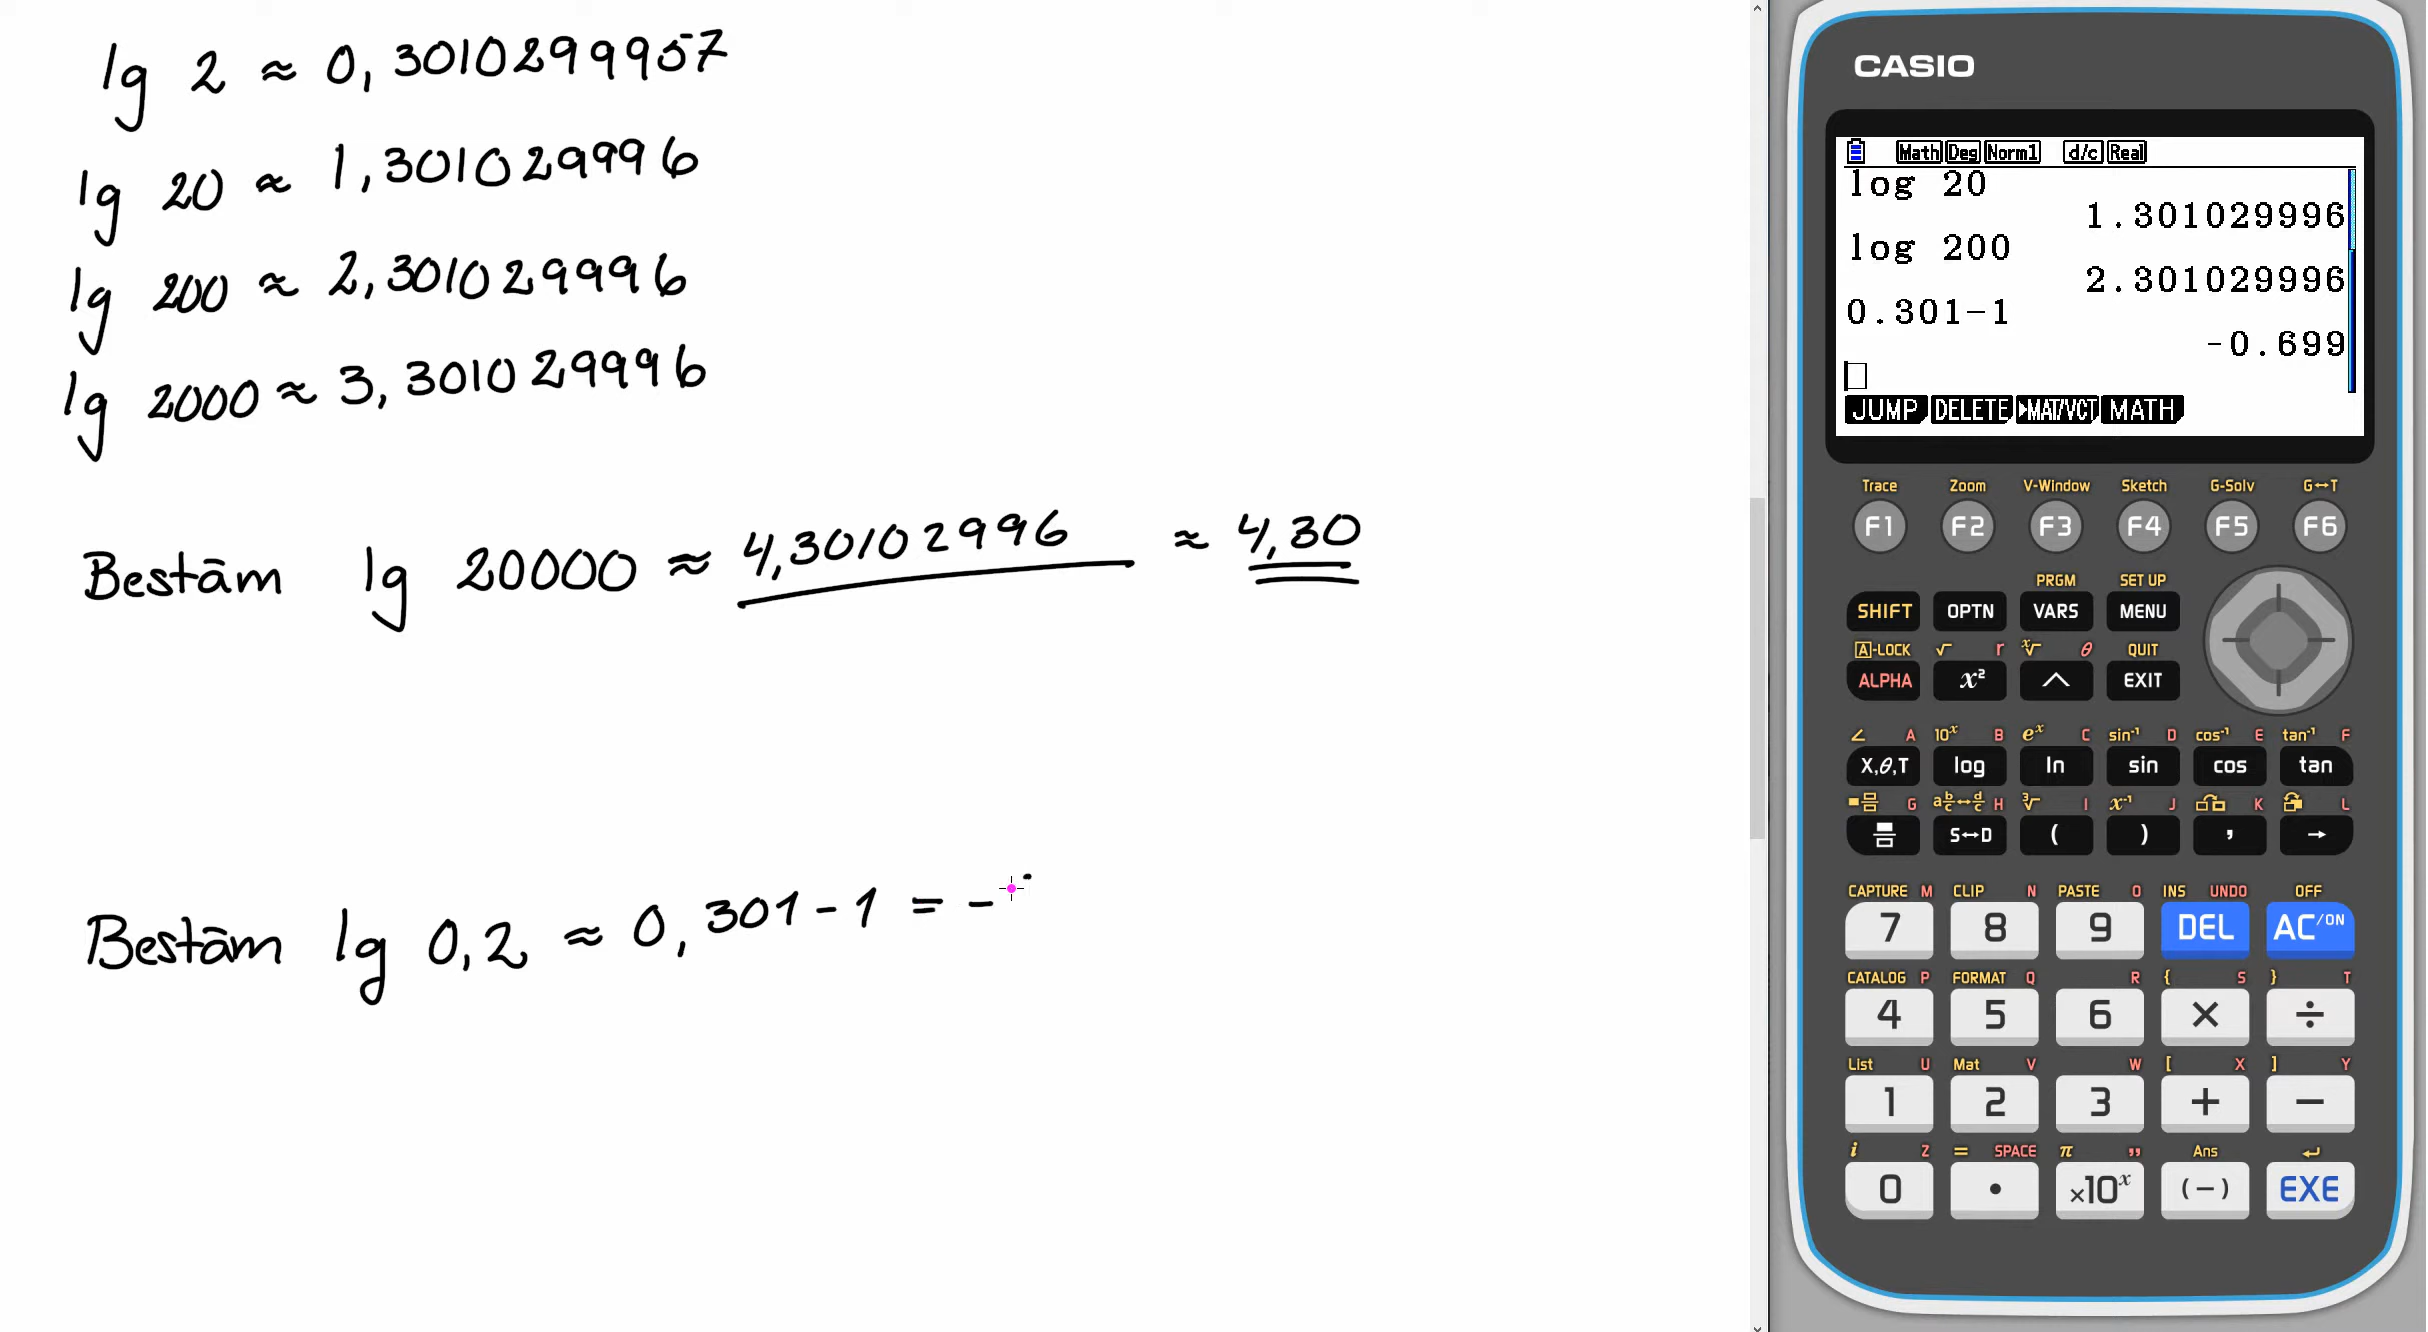 lg 2 ≈ 0,3010299957
lg 20 ≈ 1,301029996
lg 200 ≈ 2,301029996
lg 2000 ≈ 3,301029996
Bestäm lg 20000 ≈ 4,301029996 ≈ 4,30
Bestäm lg 0,2 ≈ 0,301-1 = -
CASIO
Math Deg Norm1 d/c Real
log 20
1.301029996
log 200
2.301029996
0.301-1
-0.699
JUMP DELETE ▶MAT/VCT MATH
Trace Zoom V-Window Sketch G-Solv G↔T
F1 F2 F3 F4 F5 F6
PRGM SET UP
SHIFT OPTN VARS MENU
A-LOCK √ r ˣ√ θ QUIT
ALPHA x² ^ EXIT
∠ A 10ˣ B eˣ C sin⁻¹ D cos⁻¹ E tan⁻¹ F
X,θ,T log ln sin cos tan
G a b/c↔d/c H ³√ I x⁻¹ J K L
S↔D ( ) , →
CAPTURE M CLIP N PASTE O INS UNDO OFF
7 8 9 DEL AC/ON
CATALOG P FORMAT Q R { S } T
4 5 6 × ÷
List U Mat V W [ X ] Y
1 2 3 + −
i Z = SPACE π " Ans ↵
0 • ×10ˣ (−) EXE